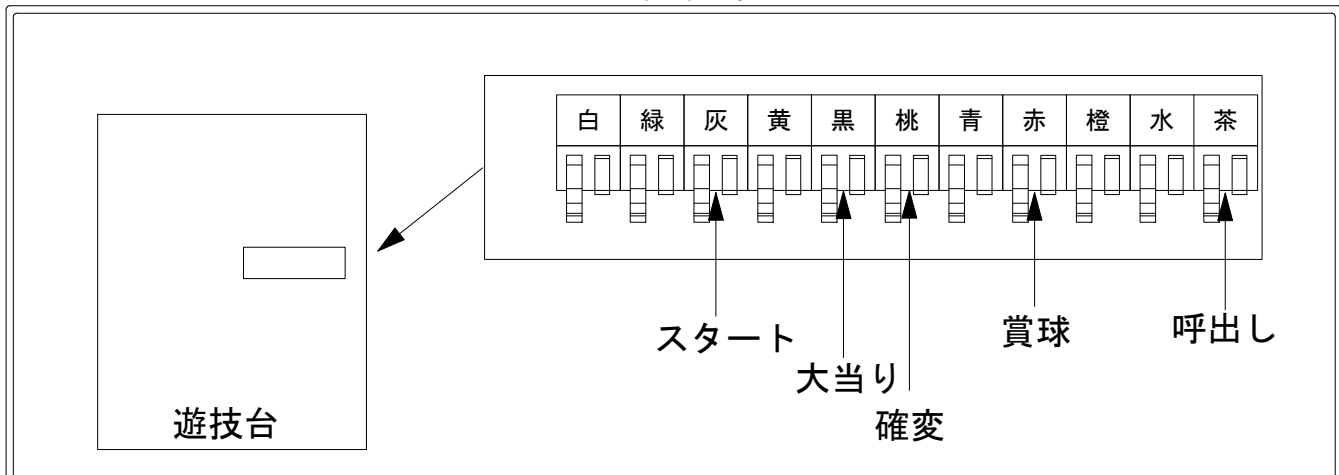 白 緑 灰 黄 黒 桃 青 赤 橙 水 茶
スタート
大当り
確変
賞球
呼出し
遊技台